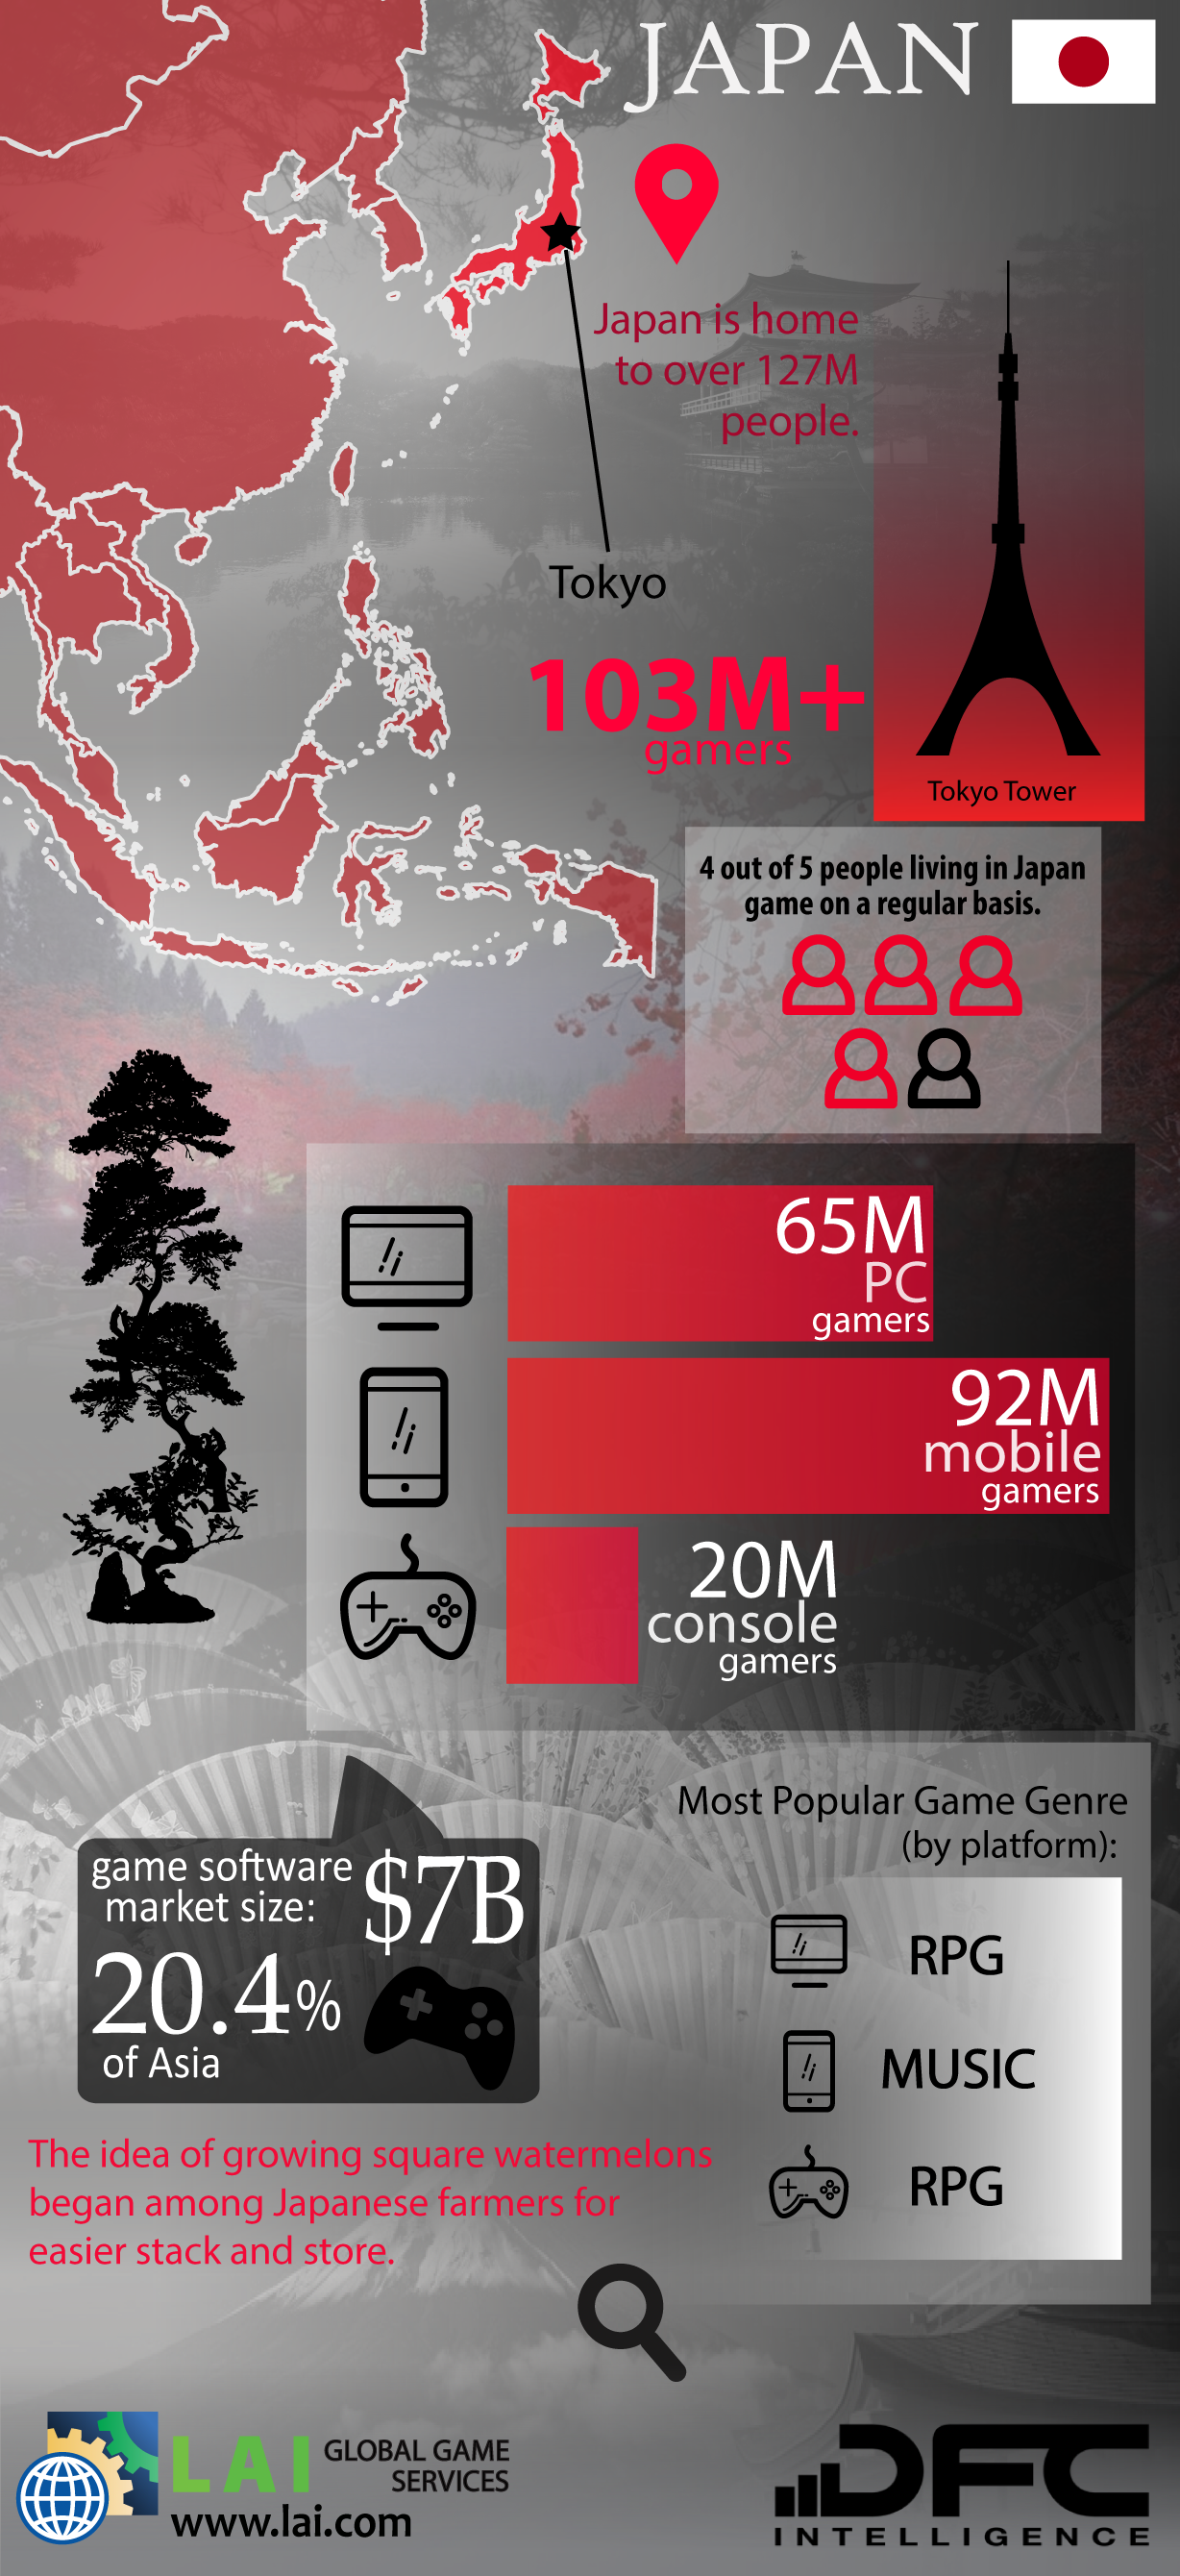 JAPAN
Japan is home
to over 127M
people.
Tokyo
103M+
gamers
Tokyo Tower
4 out of 5 people living in Japan
game on a regular basis.
65M
PC
gamers
92M
mobile
gamers
20M
console
gamers
game software
market size:
$7B
20.4%
of Asia
Most Popular Game Genre
(by platform):
RPG
MUSIC
RPG
The idea of growing square watermelons
began among Japanese farmers for
easier stack and store.
LAI
GLOBAL GAME
SERVICES
www.lai.com
DFC
INTELLIGENCE